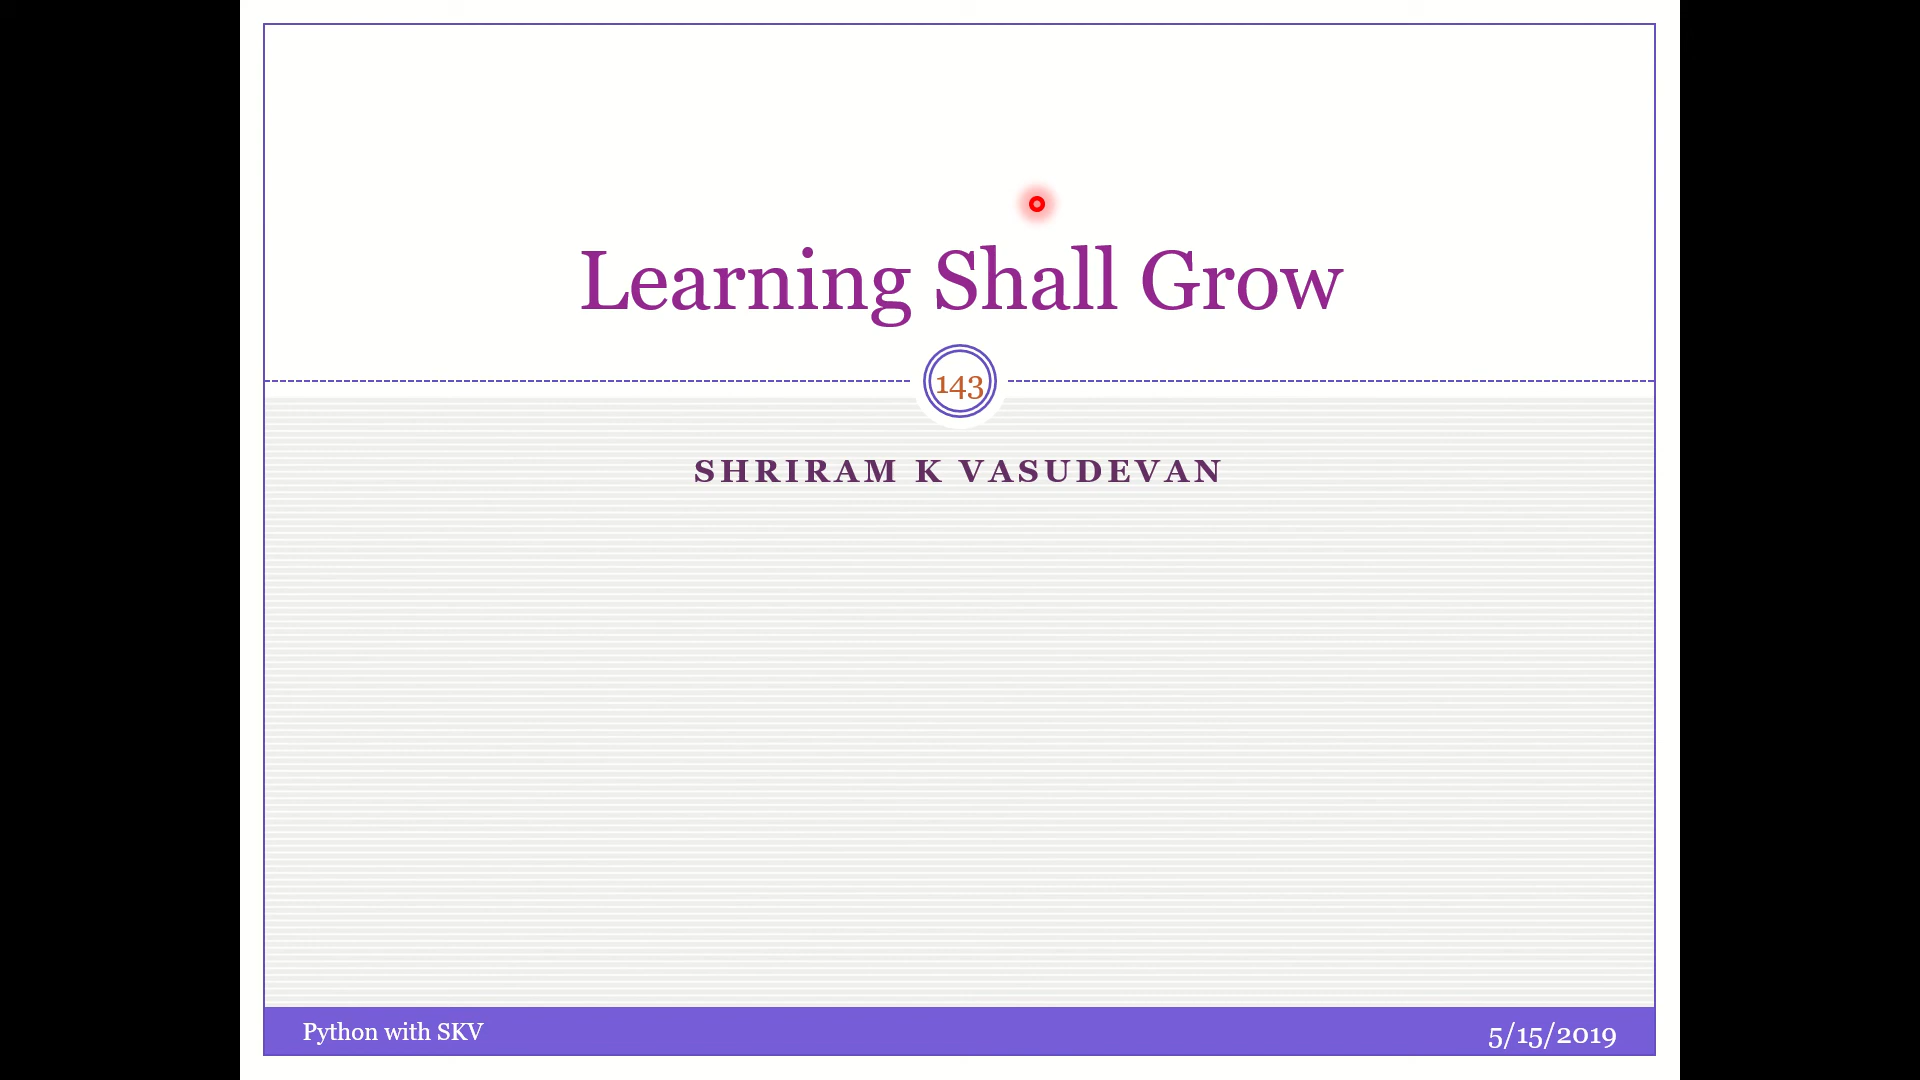 Learning Shall Grow
143
SHRIRAM K VASUDEVAN
Python with SKV
5/15/2019